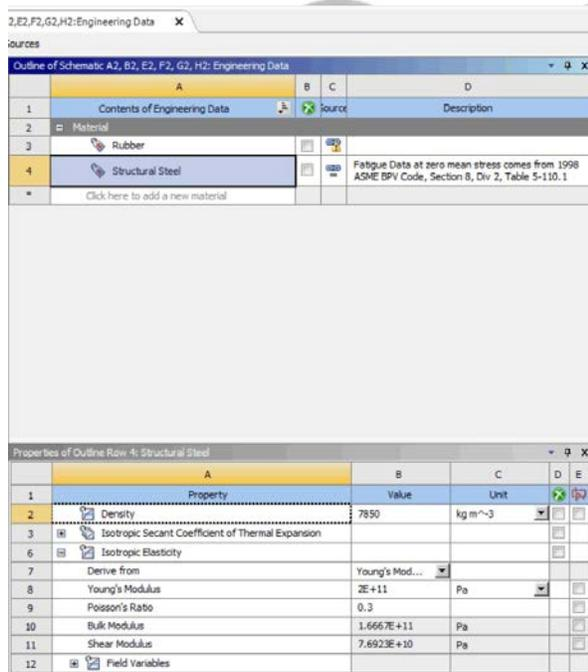 2,E2,F2,G2,H2:Engineering Data X
Sources
Outline of Schematic A2, B2, E2, F2, G2, H2: Engineering Data
A B C D
1 Contents of Engineering Data Source Description
2 Material
3 Rubber
4 Structural Steel Fatigue Data at zero mean stress comes from 1998
ASME BPV Code, Section 8, Div 2, Table 5-110.1
* Click here to add a new material
Properties of Outline Row 4: Structural Steel
A B C D E
1 Property Value Unit
2 Density 7850 kg m^-3
3 Isotropic Secant Coefficient of Thermal Expansion
6 Isotropic Elasticity
7 Derive from Young's Mod...
8 Young's Modulus 2E+11 Pa
9 Poisson's Ratio 0.3
10 Bulk Modulus 1.6667E+11 Pa
11 Shear Modulus 7.6923E+10 Pa
12 Field Variables